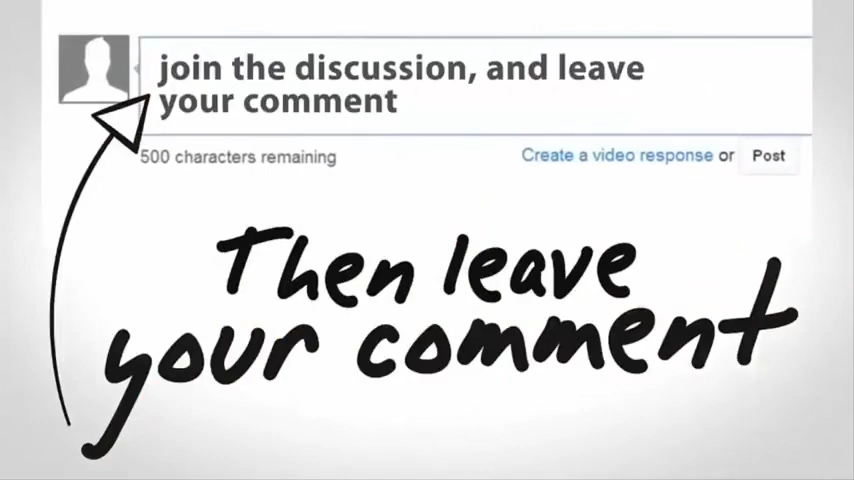 join the discussion, and leave
your comment
500 characters remaining
Create a video response or Post
Then leave
your comment